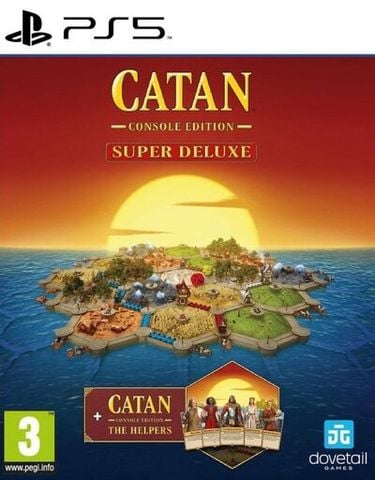 PS5
CATAN
CONSOLE EDITION
SUPER DELUXE
+ CATAN
CONSOLE EDITION
THE HELPERS
3
www.pegi.info
dovetail
GAMES